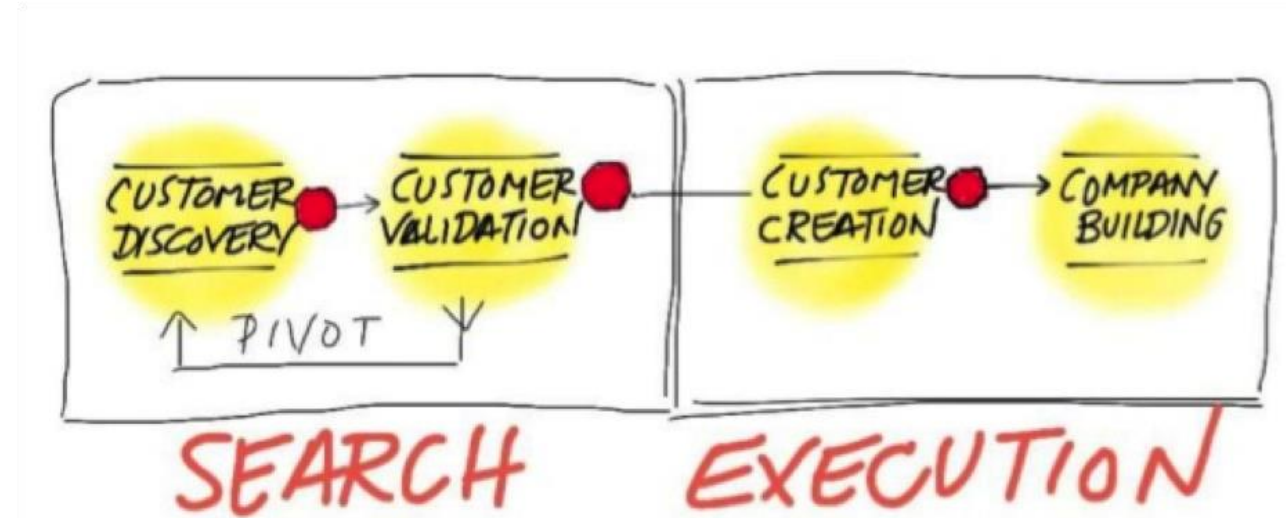 CUSTOMER
DISCOVERY
CUSTOMER
VALIDATION
CUSTOMER
CREATION
COMPANY
BUILDING
PIVOT
SEARCH
EXECUTION